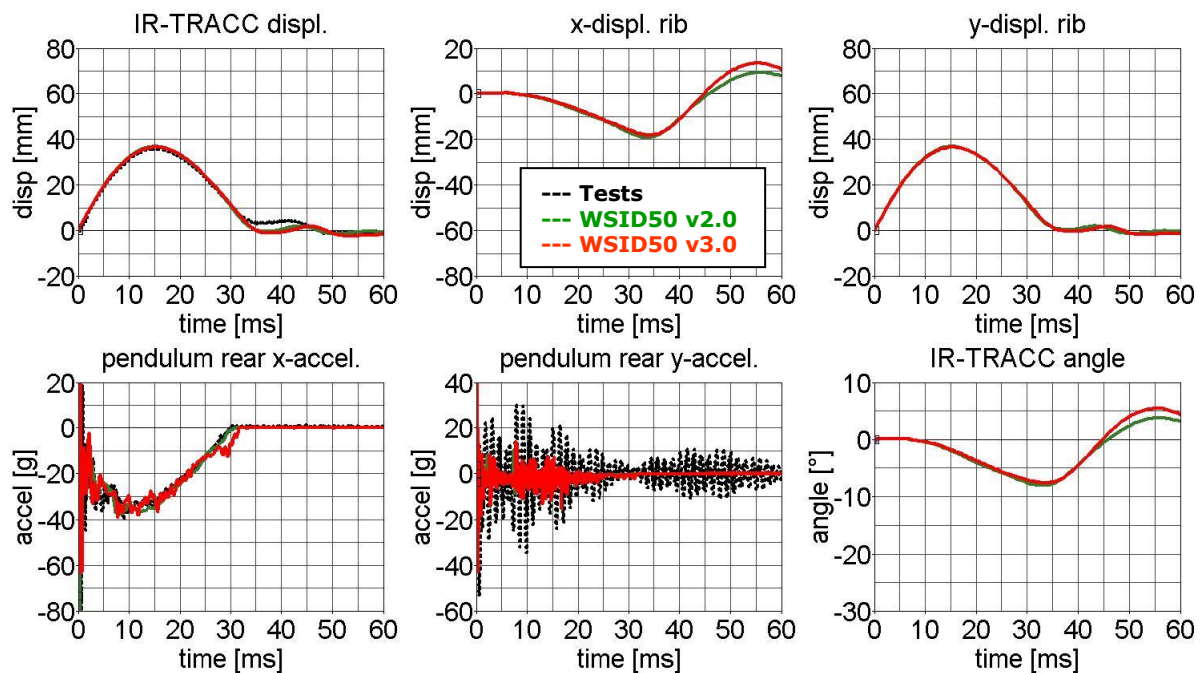 IR-TRACC displ.
x-displ. rib
y-displ. rib
disp [mm]
80
60
40
20
0
-20
0 10 20 30 40 50 60
time [ms]
disp [mm]
20
0
-20
-40
-60
-80
0 10 20 30 40 50 60
time [ms]
--- Tests
--- WSID50 v2.0
--- WSID50 v3.0
disp [mm]
80
60
40
20
0
-20
0 10 20 30 40 50 60
time [ms]
pendulum rear x-accel.
pendulum rear y-accel.
IR-TRACC angle
accel [g]
20
0
-20
-40
-60
-80
0 10 20 30 40 50 60
time [ms]
accel [g]
40
20
0
-20
-40
-60
0 10 20 30 40 50 60
time [ms]
angle [°]
10
0
-10
-20
-30
0 10 20 30 40 50 60
time [ms]